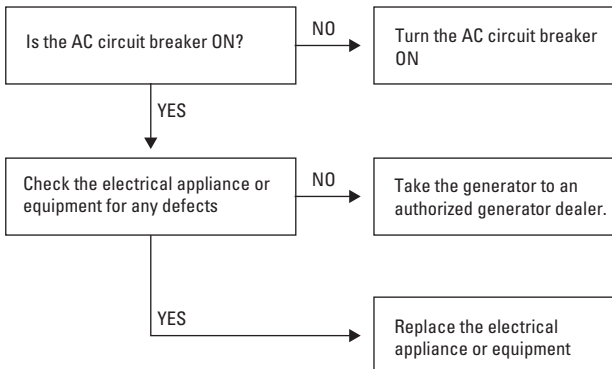 Is the AC circuit breaker ON?
NO
Turn the AC circuit breaker
ON
YES
Check the electrical appliance or
equipment for any defects
NO
Take the generator to an
authorized generator dealer.
YES
Replace the electrical
appliance or equipment